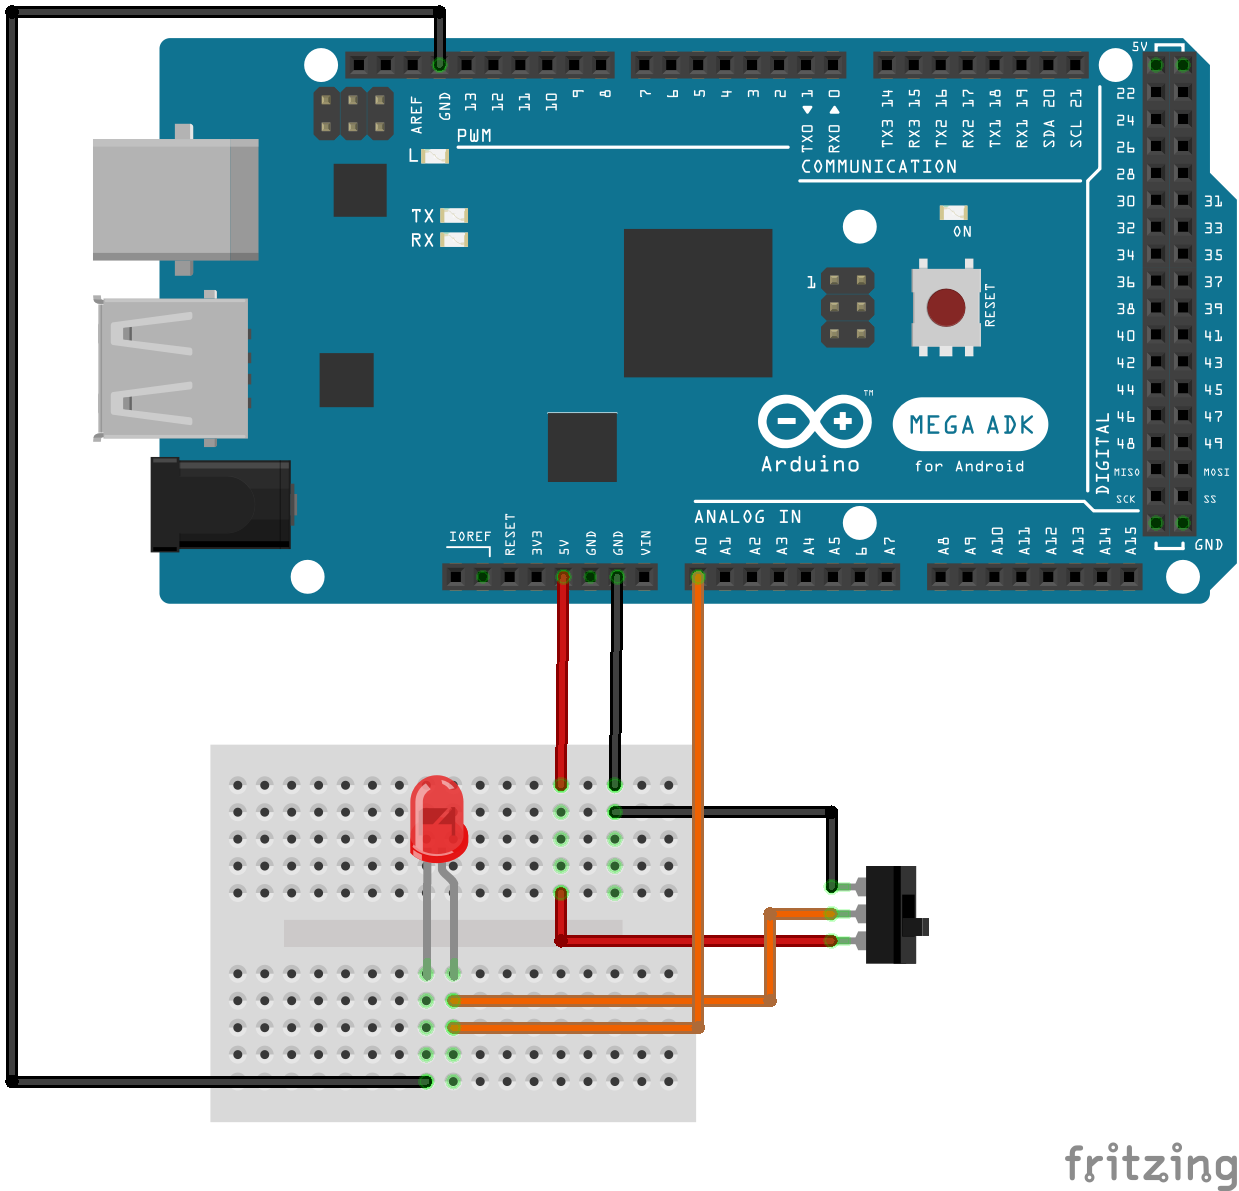 5V
AREF
GND
13
12
11
10
9
8
7
6
5
4
3
2
TX0 ◀ 1
RX0 ▶ 0
TX3 14
RX3 15
TX2 16
RX2 17
TX1 18
RX1 19
SDA 20
SCL 21
PWM
COMMUNICATION
L
TX
RX
ON
1
RESET
22
24
26
28
30 31
32 33
34 35
36 37
38 39
40 41
42 43
44 45
46 47
48 49
MISO MOSI
SCK SS
GND
DIGITAL
- +
TM
Arduino
MEGA ADK
for Android
ANALOG IN
IOREF
RESET
3V3
5V
GND
GND
VIN
A0
A1
A2
A3
A4
A5
6
A7
A8
A9
A10
A11
A12
A13
A14
A15
fritzing